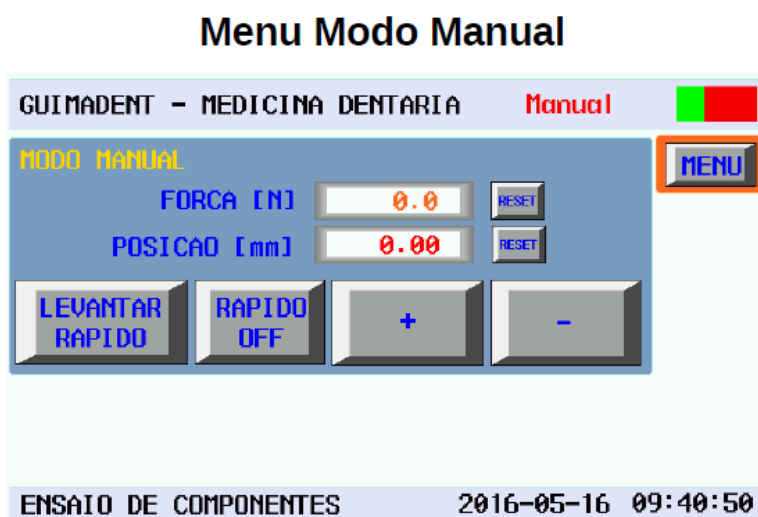 Menu Modo Manual
GUIMADENT - MEDICINA DENTARIA Manual
MODO MANUAL
MENU
FORCA [N] 0.0 RESET
POSICAO [mm] 0.00 RESET
LEVANTAR RAPIDO
RAPIDO OFF
+
-
ENSAIO DE COMPONENTES 2016-05-16 09:40:50